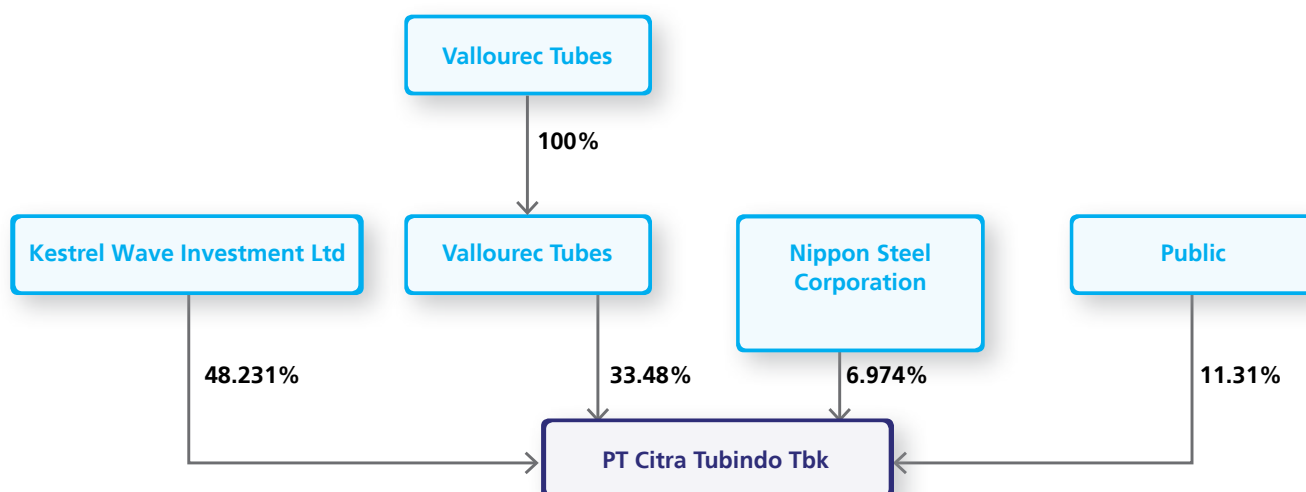 Vallourec Tubes
100%
Kestrel Wave Investment Ltd
Vallourec Tubes
Nippon Steel
Corporation
Public
48.231%
33.48%
6.974%
11.31%
PT Citra Tubindo Tbk